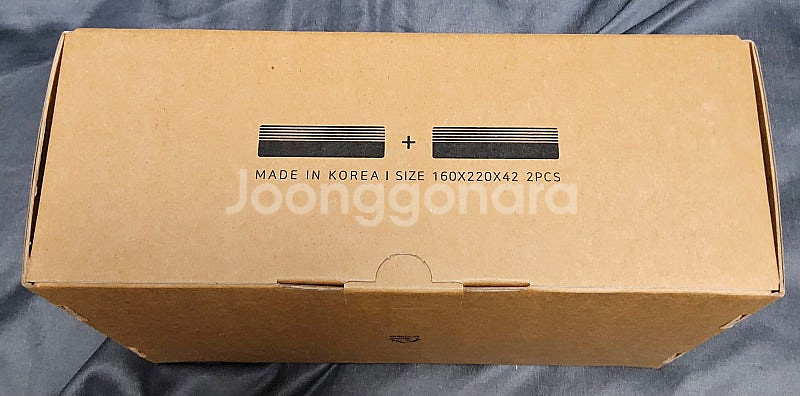 +
MADE IN KOREA I SIZE 160X220X42 2PCS
Joonggonara